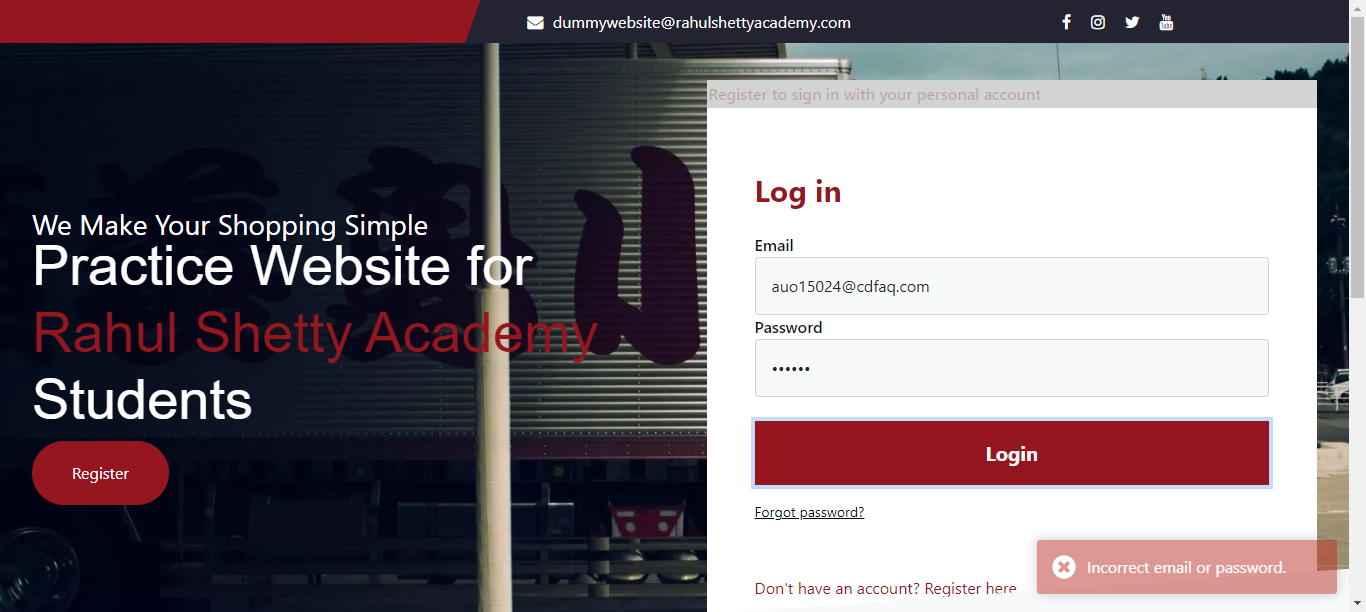 dummywebsite@rahulshettyacademy.com
Register to sign in with your personal account
We Make Your Shopping Simple
Practice Website for
Rahul Shetty Academy
Students
Register
Log in
Email
auo15024@cdfaq.com
Password
••••••
Login
Forgot password?
Don't have an account? Register here
Incorrect email or password.